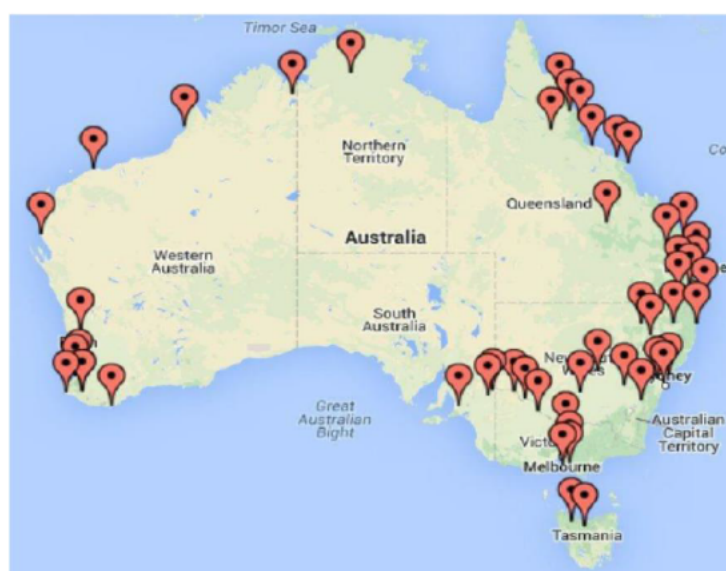 Timor Sea
Northern
Territory
Queensland
Australia
Western
Australia
South
Australia
Great
Australian
Bight
Australian
Capital
Territory
Melbourne
Tasmania